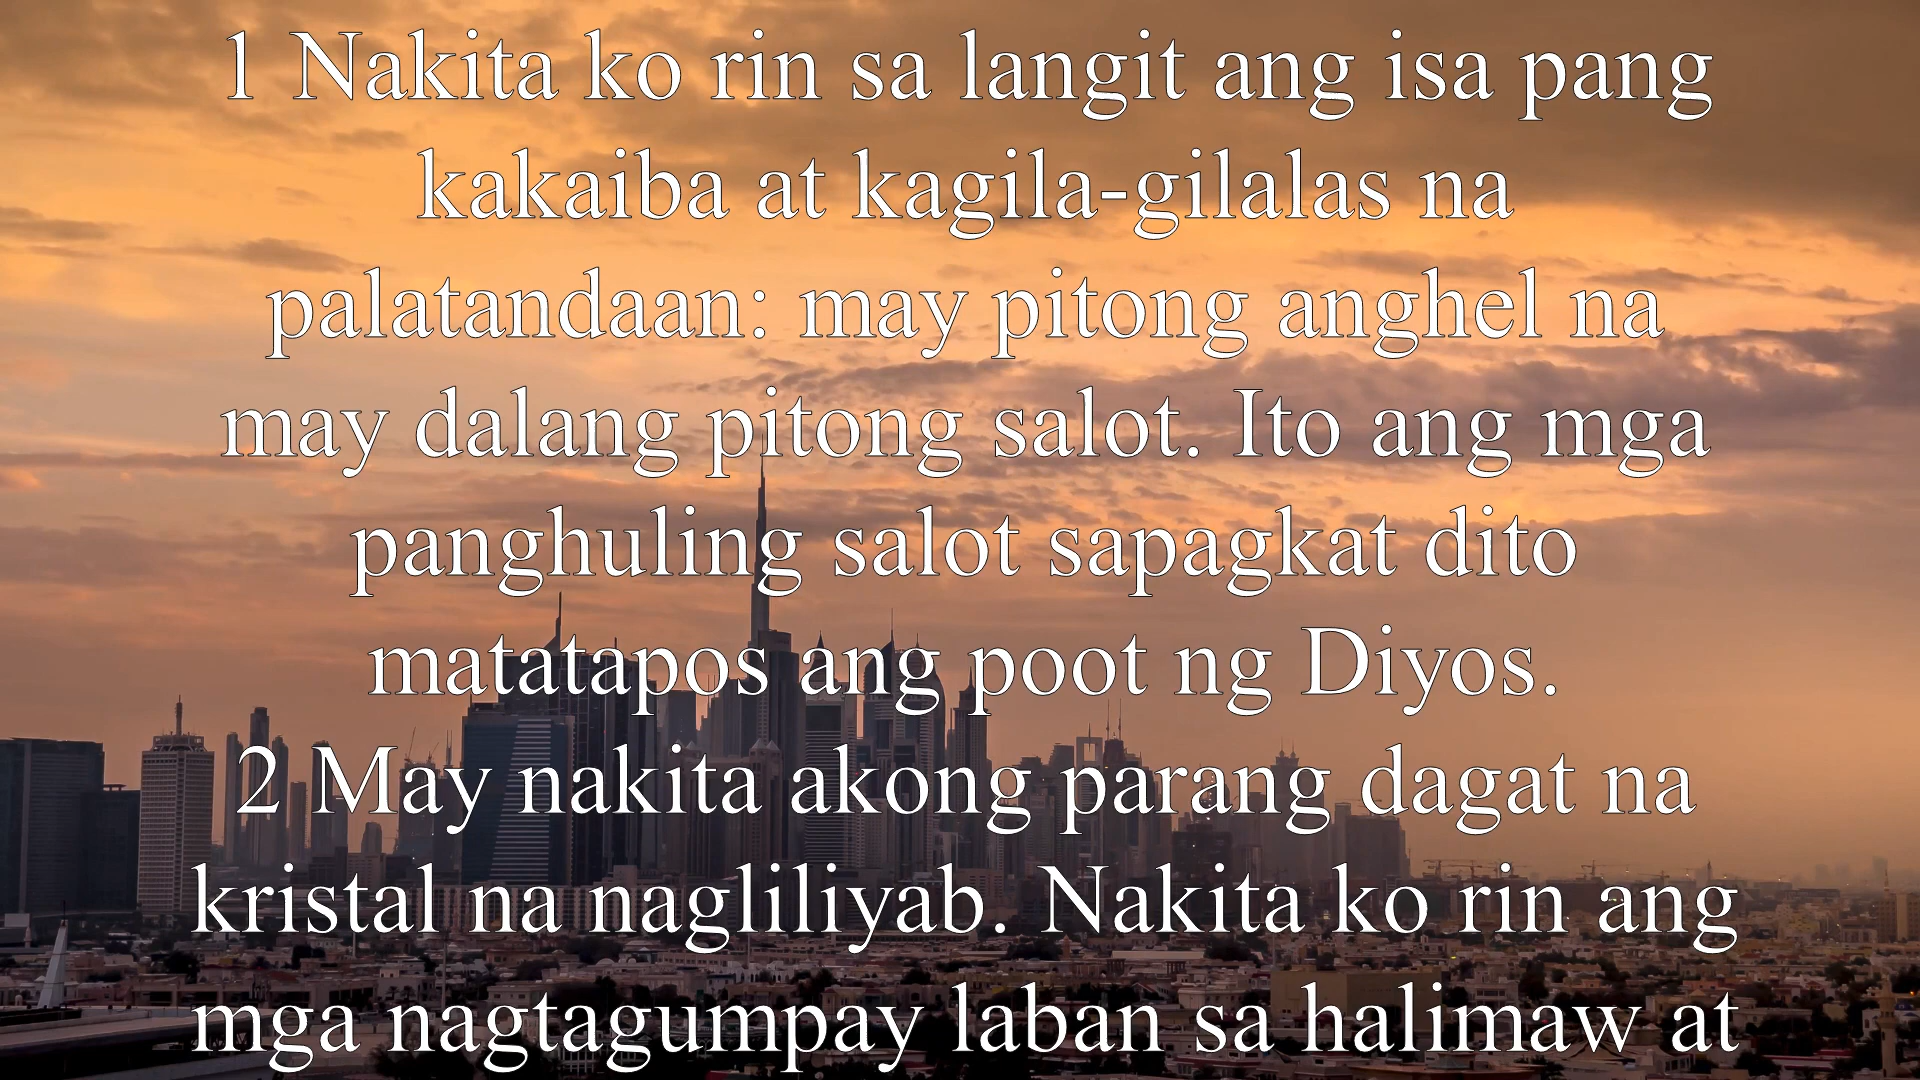 1 Nakita ko rin sa langit ang isa pang
kakaiba at kagila-gilalas na
palatandaan: may pitong anghel na
may dalang pitong salot. Ito ang mga
panghuling salot sapagkat dito
matatapos ang poot ng Diyos.
2 May nakita akong parang dagat na
kristal na nagliliyab. Nakita ko rin ang
mga nagtagumpay laban sa halimaw at